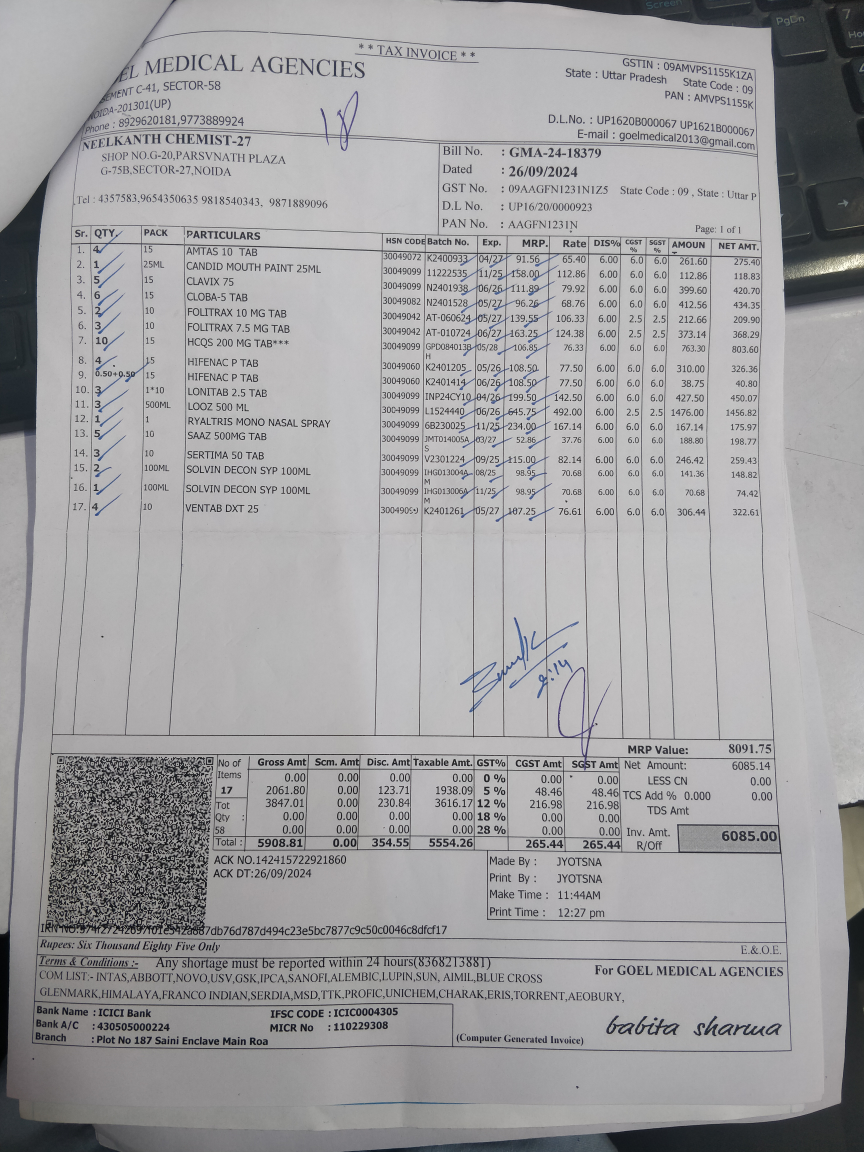 ** TAX INVOICE **
EL MEDICAL AGENCIES
EMENT C-41, SECTOR-58
NOIDA-201301(UP)
Phone : 8929620181,9773889924
GSTIN : 09AMVPS1155K1ZA
State : Uttar Pradesh State Code : 09
PAN : AMVPS1155K
D.L.No. : UP1620B000067 UP1621B000067
E-mail : goelmedical2013@gmail.com
18
NEELKANTH CHEMIST-27
SHOP NO.G-20,PARSVNATH PLAZA
G-75B,SECTOR-27,NOIDA
Tel : 4357583,9654350635 9818540343, 9871889096
Bill No. : GMA-24-18379
Dated : 26/09/2024
GST No. : 09AAGFN1231N1Z5 State Code : 09 , State : Uttar P
D.L No. : UP16/20/0000923
PAN No. : AAGFN1231N
Page: 1 of 1
Sr. QTY. PACK PARTICULARS HSN CODE Batch No. Exp. MRP. Rate DIS% CGST % SGST % AMOUN NET AMT.
1. 4 15 AMTAS 10 TAB 30049072 K2400933 04/27 91.56 65.40 6.00 6.0 6.0 261.60 275.40
2. 1 25ML CANDID MOUTH PAINT 25ML 30049099 11222535 11/25 158.00 112.86 6.00 6.0 6.0 112.86 118.83
3. 5 15 CLAVIX 75 30049099 N2401938 06/26 111.89 79.92 6.00 6.0 6.0 399.60 420.70
4. 6 15 CLOBA-5 TAB 30049082 N2401528 05/27 96.26 68.76 6.00 6.0 6.0 412.56 434.35
5. 2 10 FOLITRAX 10 MG TAB 30049042 AT-060624 05/27 139.55 106.33 6.00 2.5 2.5 212.66 209.90
6. 3 10 FOLITRAX 7.5 MG TAB 30049042 AT-010724 06/27 163.25 124.38 6.00 2.5 2.5 373.14 368.29
7. 10 15 HCQS 200 MG TAB*** 30049099 GPD084013B H 05/28 106.85 76.33 6.00 6.0 6.0 763.30 803.60
8. 4 15 HIFENAC P TAB 30049060 K2401205 05/26 108.50 77.50 6.00 6.0 6.0 310.00 326.36
9. 0.50+0.50 15 HIFENAC P TAB 30049060 K2401414 06/26 108.50 77.50 6.00 6.0 6.0 38.75 40.80
10. 3 1*10 LONITAB 2.5 TAB 30049099 INP24CY10 04/26 199.50 142.50 6.00 6.0 6.0 427.50 450.07
11. 3 500ML LOOZ 500 ML 30049099 L1524440 06/26 645.75 492.00 6.00 2.5 2.5 1476.00 1456.82
12. 1 1 RYALTRIS MONO NASAL SPRAY 30049099 6B230025 11/25 234.00 167.14 6.00 6.0 6.0 167.14 175.97
13. 5 10 SAAZ 500MG TAB 30049099 JMT014005A S 03/27 52.86 37.76 6.00 6.0 6.0 188.80 198.77
14. 3 10 SERTIMA 50 TAB 30049099 V2301224 09/25 115.00 82.14 6.00 6.0 6.0 246.42 259.43
15. 2 100ML SOLVIN DECON SYP 100ML 30049099 IHG013004A M 08/25 98.95 70.68 6.00 6.0 6.0 141.36 148.82
16. 1 100ML SOLVIN DECON SYP 100ML 30049099 IHG013006A M 11/25 98.95 70.68 6.00 6.0 6.0 70.68 74.42
17. 4 10 VENTAB DXT 25 30049099 K2401261 05/27 107.25 76.61 6.00 6.0 6.0 306.44 322.61
MRP Value: 8091.75
No of Items 17 Tot Qty : 58
Gross Amt Scm. Amt Disc. Amt Taxable Amt. GST% CGST Amt SGST Amt
0.00 0.00 0.00 0.00 0 % 0.00 0.00
2061.80 0.00 123.71 1938.09 5 % 48.46 48.46
3847.01 0.00 230.84 3616.17 12 % 216.98 216.98
0.00 0.00 0.00 0.00 18 % 0.00 0.00
0.00 0.00 0.00 0.00 28 % 0.00 0.00
Total : 5908.81 0.00 354.55 5554.26 265.44 265.44
Net Amount: 6085.14
LESS CN 0.00
TCS Add % 0.000 0.00
TDS Amt
Inv. Amt. R/Off 6085.00
ACK NO.142415722921860
ACK DT:26/09/2024
Made By : JYOTSNA
Print By : JYOTSNA
Make Time : 11:44AM
Print Time : 12:27 pm
Rupees: Six Thousand Eighty Five Only
E.& O.E.
Terms & Conditions :- Any shortage must be reported within 24 hours(8368213881)
COM LIST:- INTAS,ABBOTT,NOVO,USV,GSK,IPCA,SANOFI,ALEMBIC,LUPIN,SUN, AIMIL,BLUE CROSS
GLENMARK,HIMALAYA,FRANCO INDIAN,SERDIA,MSD,TTK,PROFIC,UNICHEM,CHARAK,ERIS,TORRENT,AEOBURY,
For GOEL MEDICAL AGENCIES
Bank Name : ICICI Bank IFSC CODE : ICIC0004305
Bank A/C : 430505000224 MICR No : 110229308
Branch : Plot No 187 Saini Enclave Main Roa
(Computer Generated Invoice)
babita sharma